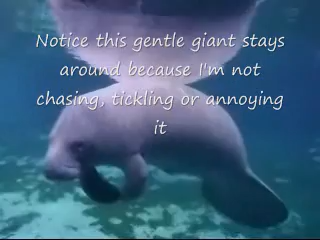 Notice this gentle giant stays
around because I'm not
chasing, tickling or annoying
it